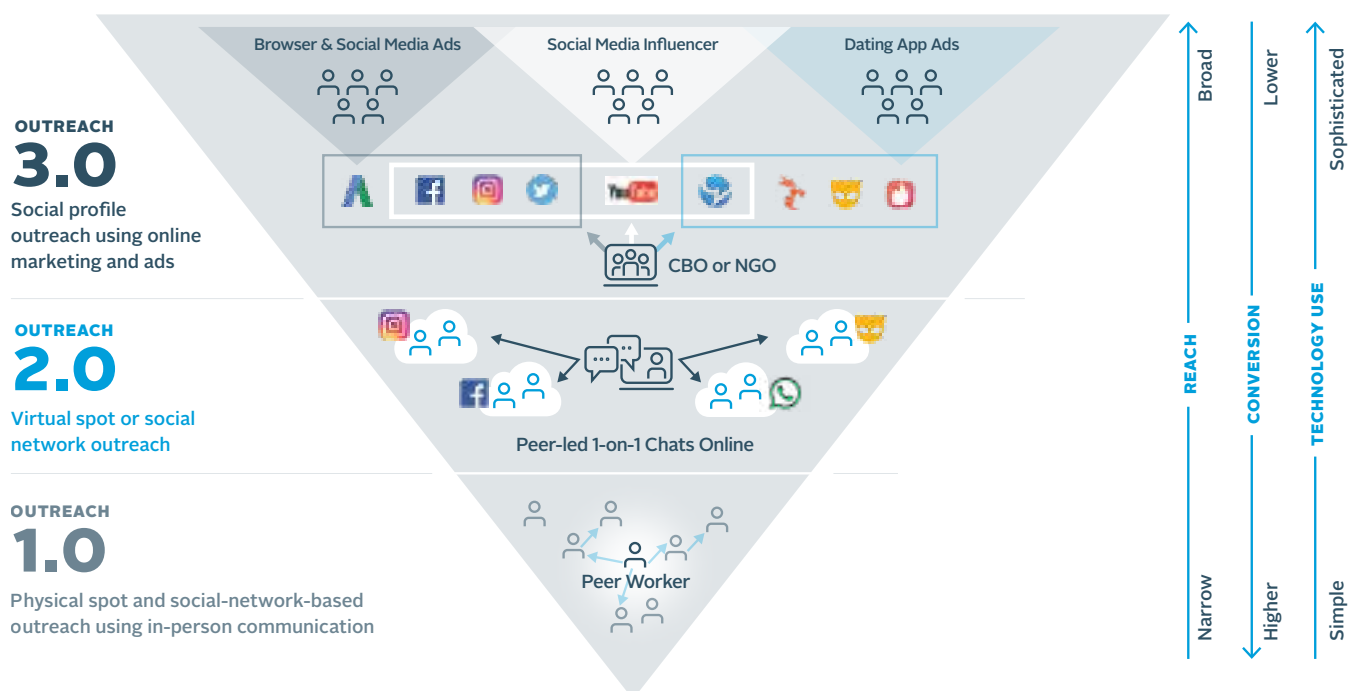 Browser & Social Media Ads
Social Media Influencer
Dating App Ads
OUTREACH
3.0
Social profile
outreach using online
marketing and ads
YouTube
CBO or NGO
OUTREACH
2.0
Virtual spot or social
network outreach
Peer-led 1-on-1 Chats Online
OUTREACH
1.0
Physical spot and social-network-based
outreach using in-person communication
Peer Worker
Broad
REACH
Narrow
Lower
CONVERSION
Higher
Sophisticated
TECHNOLOGY USE
Simple